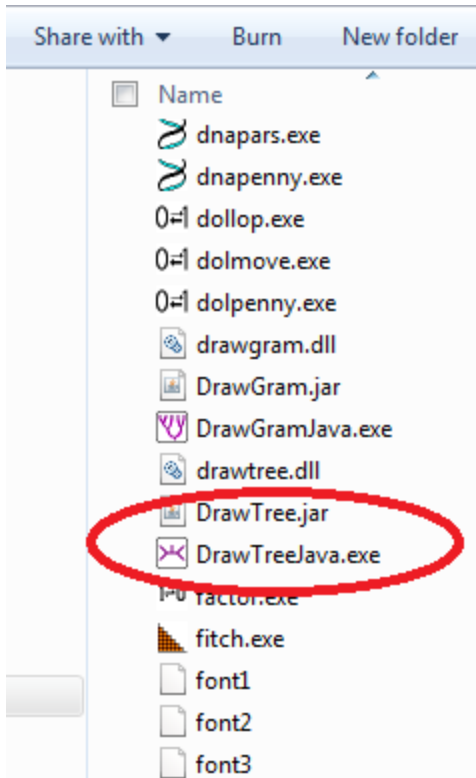 Share with Burn New folder
Name
dnapars.exe
dnapenny.exe
dollop.exe
dolmove.exe
dolpenny.exe
drawgram.dll
DrawGram.jar
DrawGramJava.exe
drawtree.dll
DrawTree.jar
DrawTreeJava.exe
factor.exe
fitch.exe
font1
font2
font3